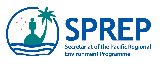 SPREP
Secretariat of the Pacific Regional
Environment Programme